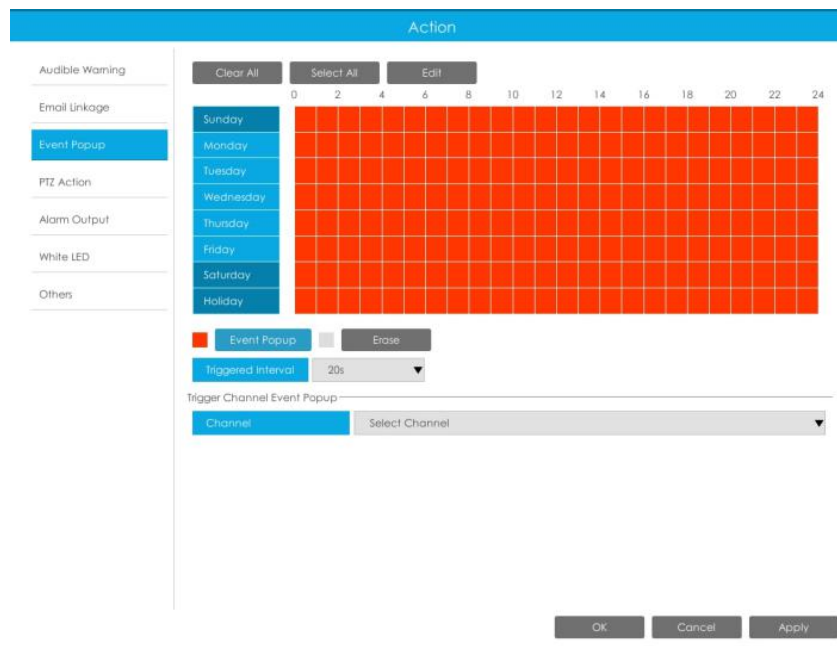 Action
Audible Warning
Email Linkage
Event Popup
PTZ Action
Alarm Output
White LED
Others
Clear All Select All Edit
0 2 4 6 8 10 12 14 16 18 20 22 24
Sunday
Monday
Tuesday
Wednesday
Thursday
Friday
Saturday
Holiday
Event Popup Erase
Triggered Interval 20s
Trigger Channel Event Popup
Channel Select Channel
OK Cancel Apply